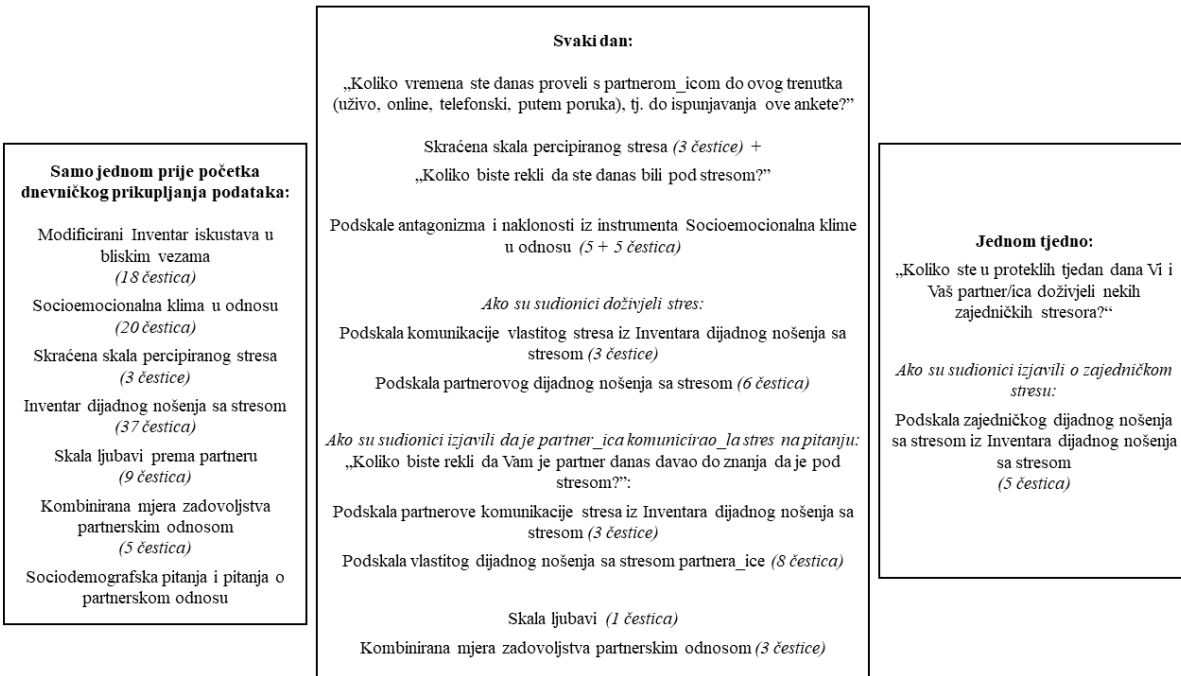 Samo jednom prije početka
dnevničkog prikupljanja podataka:
Modificirani Inventar iskustava u
bliskim vezama
(18 čestica)
Socioemocionalna klima u odnosu
(20 čestica)
Skraćena skala percipiranog stresa
(3 čestice)
Inventar dijadnog nošenja sa stresom
(37 čestica)
Skala ljubavi prema partneru
(9 čestica)
Kombinirana mjera zadovoljstva
partnerskim odnosom
(5 čestica)
Sociodemografska pitanja i pitanja o
partnerskom odnosu
Svaki dan:
„Koliko vremena ste danas proveli s partnerom_icom do ovog trenutka
(uživo, online, telefonski, putem poruka), tj. do ispunjavanja ove ankete?”
Skraćena skala percipiranog stresa (3 čestice) +
„Koliko biste rekli da ste danas bili pod stresom?”
Podskale antagonizma i naklonosti iz instrumenta Socioemocionalna klime
u odnosu (5 + 5 čestica)
Ako su sudionici doživjeli stres:
Podskala komunikacije vlastitog stresa iz Inventara dijadnog nošenja sa
stresom (3 čestice)
Podskala partnerovog dijadnog nošenja sa stresom (6 čestica)
Ako su sudionici izjavili da je partner_ica komunicirao_la stres na pitanju:
„Koliko biste rekli da Vam je partner danas davao do znanja da je pod
stresom?”:
Podskala partnerove komunikacije stresa iz Inventara dijadnog nošenja sa
stresom (3 čestice)
Podskala vlastitog dijadnog nošenja sa stresom partnera_ice (8 čestica)
Skala ljubavi (1 čestica)
Kombinirana mjera zadovoljstva partnerskim odnosom (3 čestice)
Jednom tjedno:
„Koliko ste u proteklih tjedan dana Vi i
Vaš partner/ica doživjeli nekih
zajedničkih stresora?“
Ako su sudionici izjavili o zajedničkom
stresu:
Podskala zajedničkog dijadnog nošenja
sa stresom iz Inventara dijadnog nošenja
sa stresom
(5 čestica)